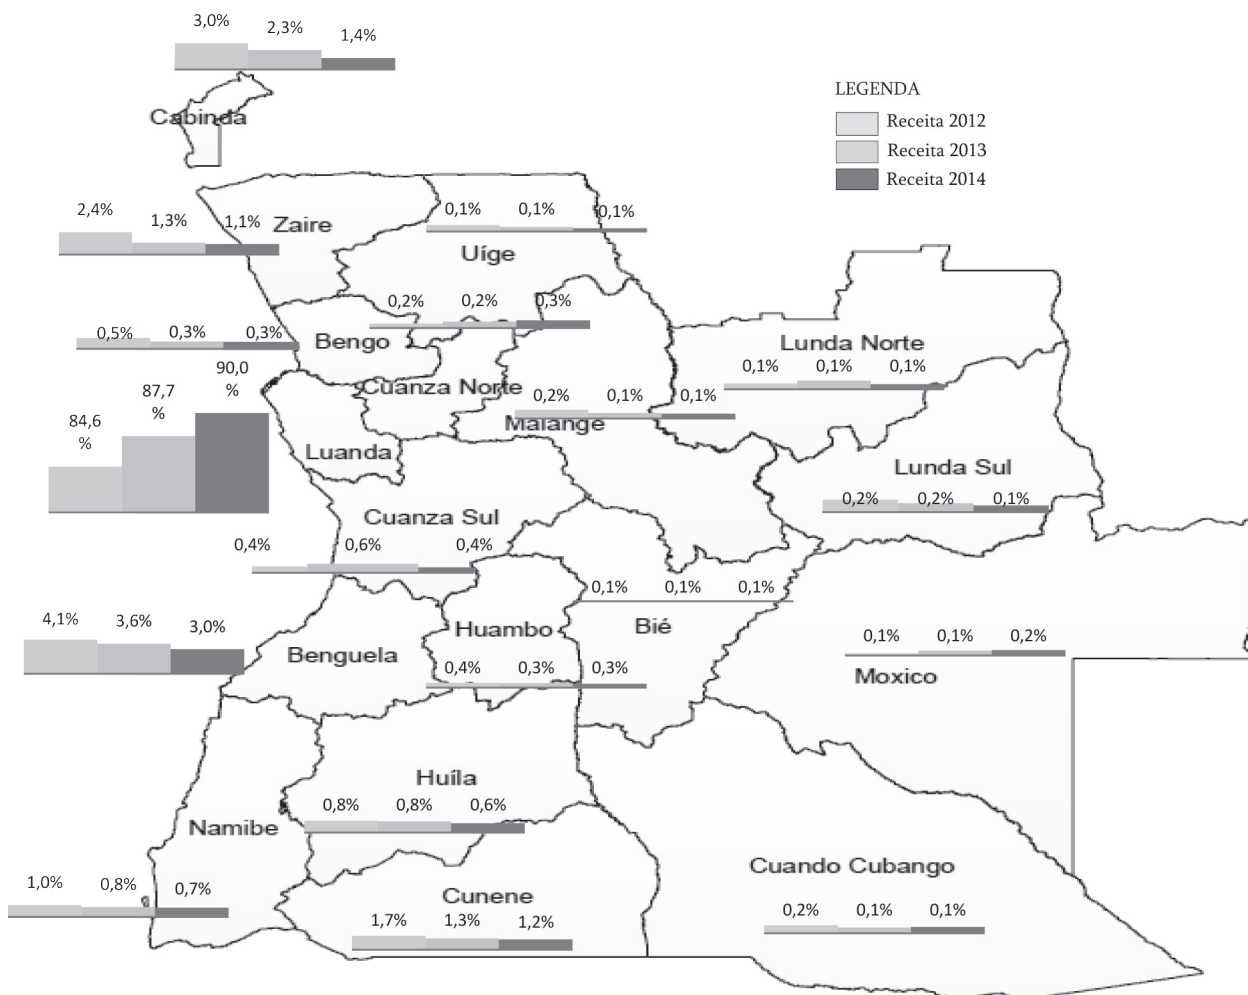 3,0%
2,3%
1,4%
Cabinda
LEGENDA
Receita 2012
Receita 2013
Receita 2014
2,4%
1,3%
1,1%
Zaire
0,1%
0,1%
0,1%
Uíge
0,2%
0,2%
0,3%
0,5%
0,3%
0,3%
Bengo
Lunda Norte
0,1%
0,1%
0,1%
Cuanza Norte
84,6
%
87,7
%
90,0
%
0,2%
0,1%
0,1%
Malange
Luanda
Lunda Sul
0,2%
0,2%
0,1%
Cuanza Sul
0,4%
0,6%
0,4%
0,1%
0,1%
0,1%
Bié
Huambo
0,4%
0,3%
0,3%
4,1%
3,6%
3,0%
Benguela
0,1%
0,1%
0,2%
Moxico
Huíla
0,8%
0,8%
0,6%
Namibe
1,0%
0,8%
0,7%
Cunene
1,7%
1,3%
1,2%
Cuando Cubango
0,2%
0,1%
0,1%